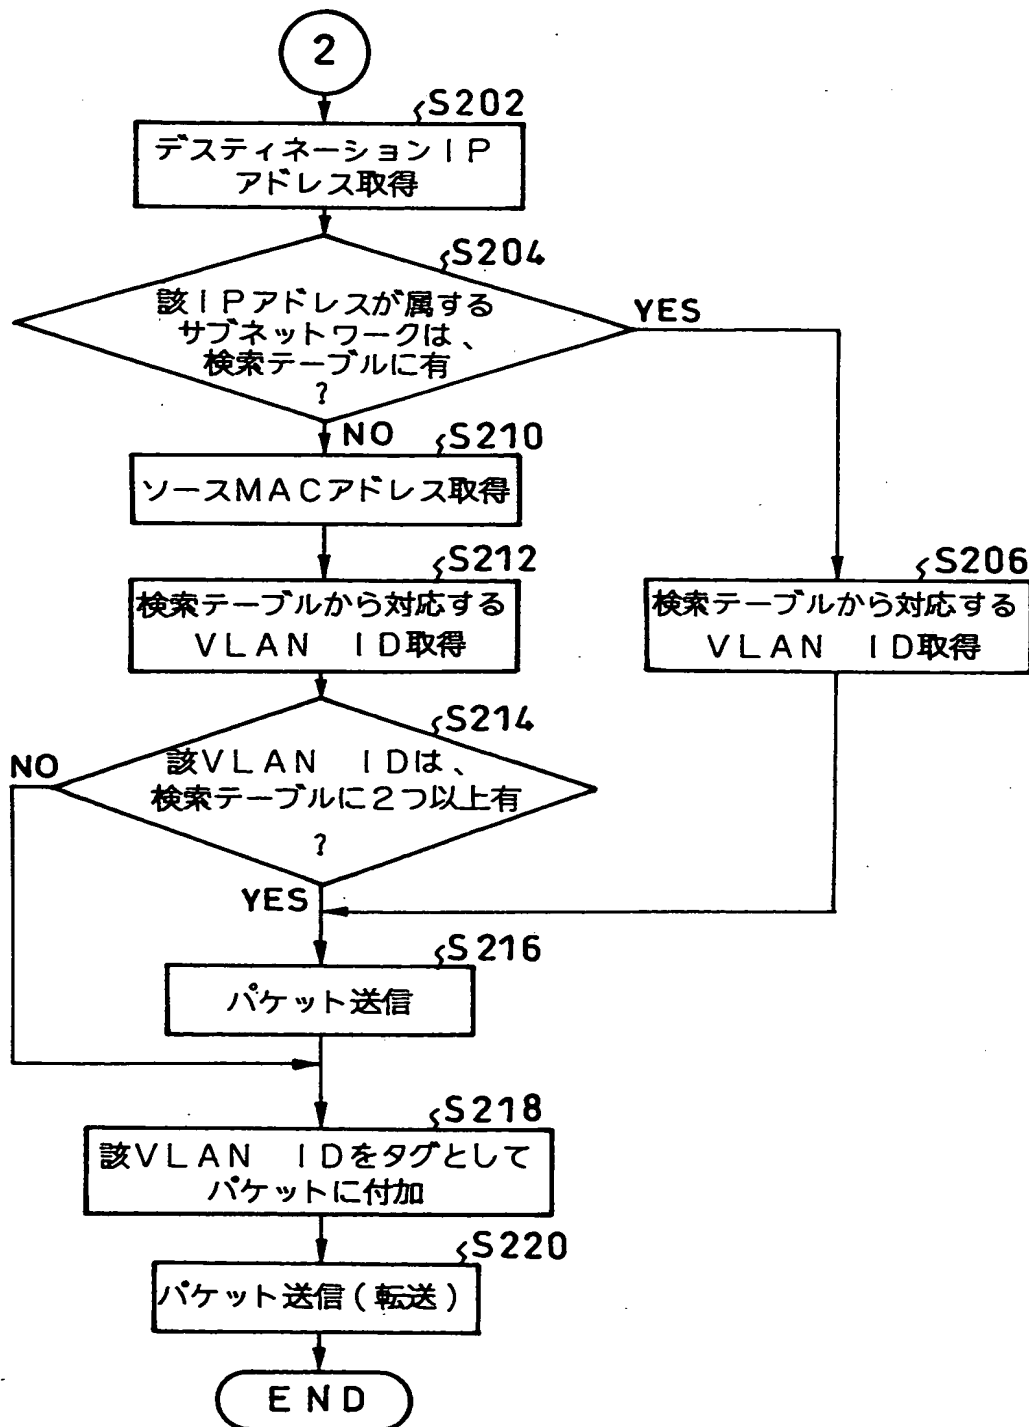 2
S202
デスティネーションIP
アドレス取得
S204
該IPアドレスが属する
サブネットワークは、
検索テーブルに有
?
YES
NO
S210
ソースMACアドレス取得
S212
検索テーブルから対応する
VLAN ID取得
S206
検索テーブルから対応する
VLAN ID取得
S214
該VLAN IDは、
検索テーブルに2つ以上有
?
NO
YES
S216
パケット送信
S218
該VLAN IDをタグとして
パケットに付加
S220
パケット送信(転送)
END